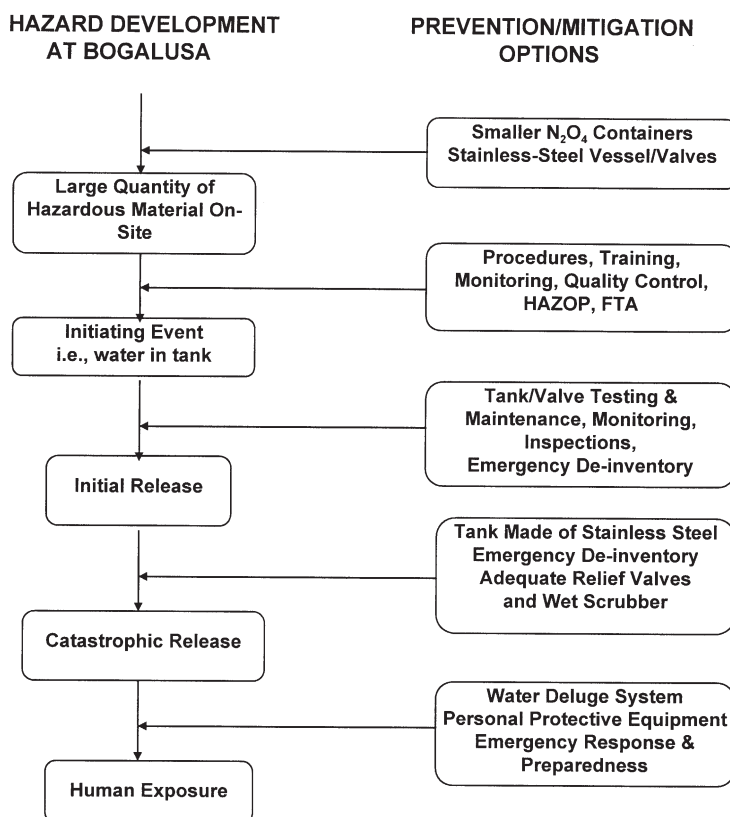 HAZARD DEVELOPMENT
AT BOGALUSA
PREVENTION/MITIGATION
OPTIONS
Smaller N₂O₄ Containers
Stainless-Steel Vessel/Valves
Large Quantity of
Hazardous Material On-
Site
Procedures, Training,
Monitoring, Quality Control,
HAZOP, FTA
Initiating Event
i.e., water in tank
Tank/Valve Testing &
Maintenance, Monitoring,
Inspections,
Emergency De-inventory
Initial Release
Tank Made of Stainless Steel
Emergency De-inventory
Adequate Relief Valves
and Wet Scrubber
Catastrophic Release
Water Deluge System
Personal Protective Equipment
Emergency Response &
Preparedness
Human Exposure